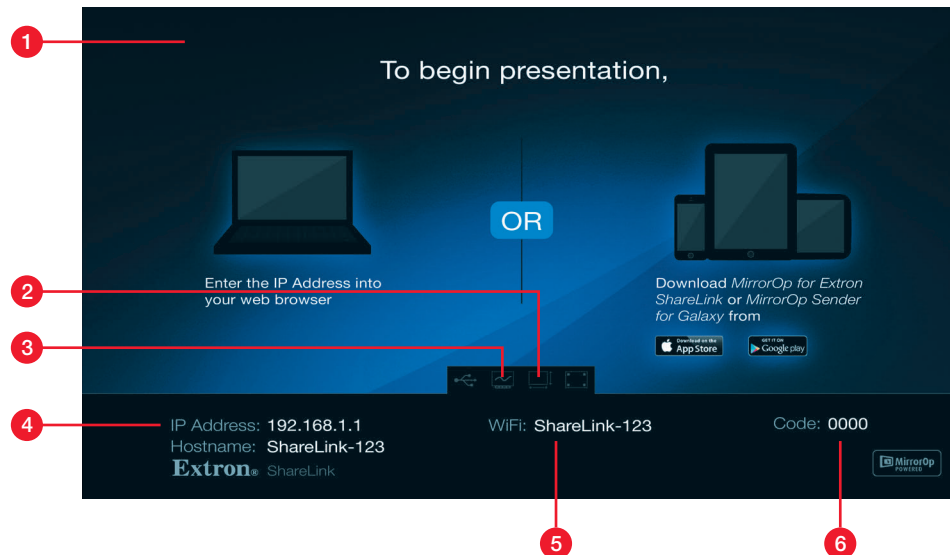 1
To begin presentation,
OR
2
Enter the IP Address into
your web browser
Download MirrorOp for Extron
ShareLink or MirrorOp Sender
for Galaxy from
3
Download on the
App Store
GET IT ON
Google play
4
IP Address: 192.168.1.1
WiFi: ShareLink-123
Code: 0000
Hostname: ShareLink-123
Extron® ShareLink
MirrorOp
POWERED
5
6